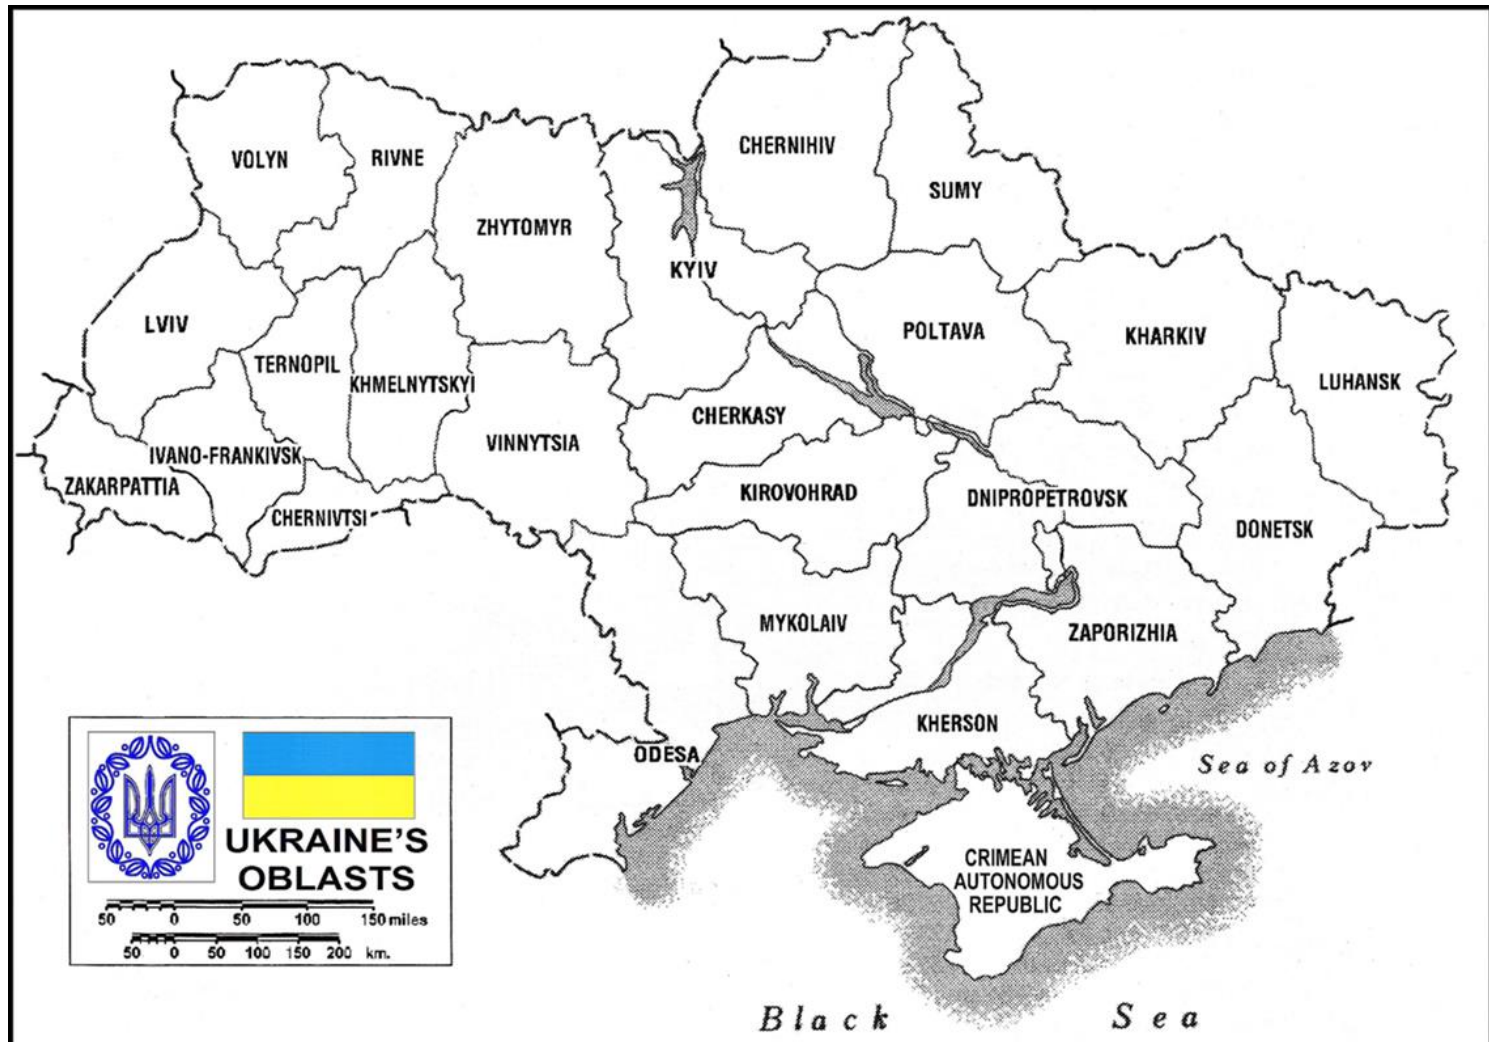 CHERNIHIV
VOLYN
RIVNE
SUMY
ZHYTOMYR
KYIV
LVIV
POLTAVA
KHARKIV
TERNOPIL
KHMELNYTSKYI
LUHANSK
CHERKASY
VINNYTSIA
IVANO-FRANKIVSK
ZAKARPATTIA
KIROVOHRAD
DNIPROPETROVSK
CHERNIVTSI
DONETSK
MYKOLAIV
ZAPORIZHIA
KHERSON
ODESA
Sea of Azov
CRIMEAN
AUTONOMOUS
REPUBLIC
UKRAINE'S
OBLASTS
50 0 50 100 150 miles
50 0 50 100 150 200 km.
Black Sea